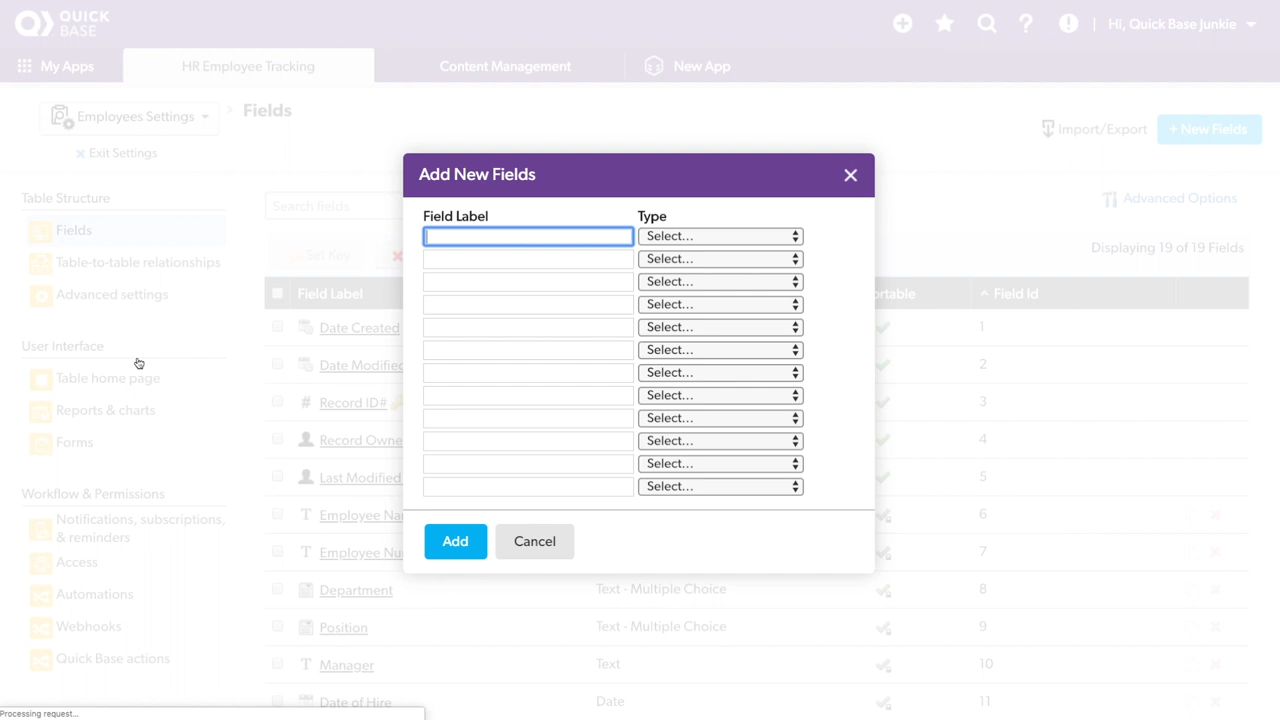 QUICK
BASE
Hi, Quick Base Junkie
My Apps
HR Employee Tracking
Content Management
New App
Employees Settings
Fields
Exit Settings
Import/Export
+ New Fields
Table Structure
Fields
Table-to-table relationships
Advanced settings
User Interface
Table home page
Reports & charts
Forms
Workflow & Permissions
Notifications, subscriptions,
& reminders
Access
Automations
Webhooks
Quick Base actions
Search fields
Advanced Options
Set Key
Displaying 19 of 19 Fields
Field Label
Field Id
Date Created
1
Date Modified
2
Record ID#
3
4
Last Modified
5
6
7
Department
Text - Multiple Choice
8
Position
Text - Multiple Choice
9
Manager
Text
10
Date of Hire
Date
11
Add New Fields
Field Label
Type
Select...
Select...
Select...
Select...
Select...
Select...
Select...
Select...
Select...
Select...
Select...
Select...
Add
Cancel
Processing request...